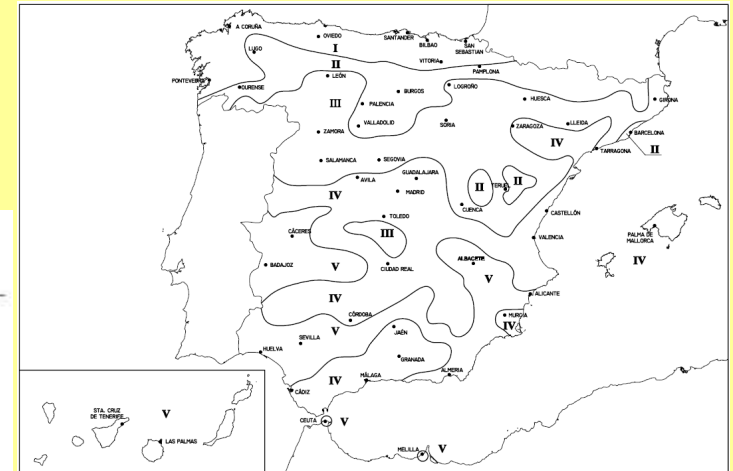 A CORUÑA
OVIEDO
SANTANDER
BILBAO
SAN
SEBASTIAN
LUGO
I
VITORIA
PAMPLONA
II
LEÓN
PONTEVEDRA
OURENSE
BURGOS
LOGROÑO
HUESCA
GIRONA
III
PALENCIA
VALLADOLID
SORIA
ZARAGOZA
LLEIDA
BARCELONA
ZAMORA
IV
II
TARRAGONA
SALAMANCA
SEGOVIA
AVILA
GUADALAJARA
II
TERUEL
II
IV
MADRID
CUENCA
TOLEDO
CASTELLÓN
CÁCERES
III
VALENCIA
PALMA DE
MALLORCA
BADAJOZ
V
CIUDAD REAL
ALBACETE
V
IV
IV
ALICANTE
CÓRDOBA
V
MURCIA
IV
JAÉN
SEVILLA
HUELVA
GRANADA
IV
MÁLAGA
ALMERIA
CÁDIZ
STA. CRUZ
DE TENERIFE
V
LAS PALMAS
CEUTA
V
MELILLA
V